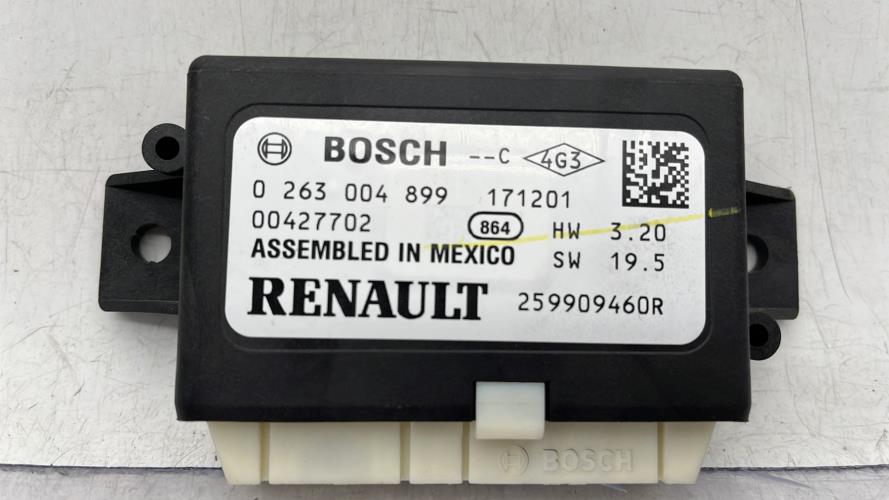 BOSCH --C 4G3
0 263 004 899 171201
00427702 864 HW 3.20
ASSEMBLED IN MEXICO SW 19.5
RENAULT 259909460R
BOSCH